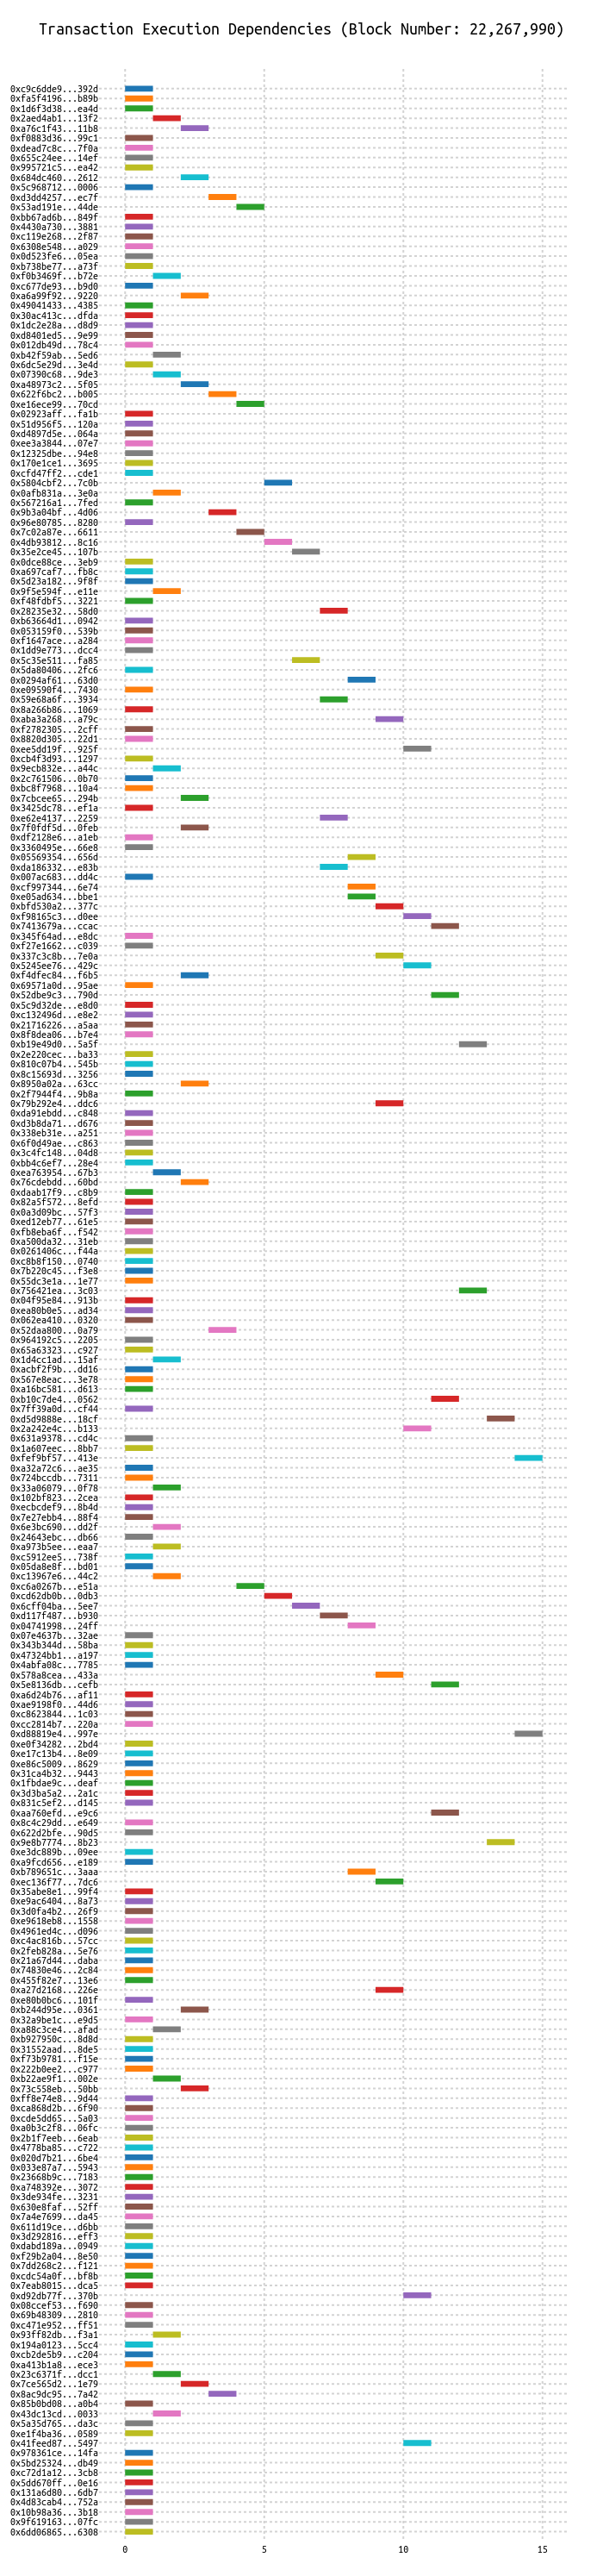 Transaction Execution Dependencies (Block Number: 22,267,990)
0xc9c6dde9...392d
0xfa5f4196...b89b
0x1d6f3d38...ea4d
0x2aed4ab1...13f2
0xa76c1f43...11b8
0xf0883d36...99c1
0xdead7c8c...7f0a
0x655c24ee...14ef
0x995721c5...ea42
0x684dc460...2612
0x5c968712...0006
0xd3dd4257...ec7f
0x53ad191e...44de
0xbb67ad6b...849f
0x4430a730...3881
0xc119e268...2f87
0x6308e548...a029
0x0d523fe6...05ea
0xb738be77...a73f
0xf0b3469f...b72e
0xc677de93...b9d0
0xa6a99f92...9220
0x49041433...4385
0x30ac413c...dfda
0x1dc2e28a...d8d9
0xd8401ed5...9e99
0x012db49d...78c4
0xb42f59ab...5ed6
0x6dc5e29d...3e4d
0x07390c68...9de3
0xa48973c2...5f05
0x622f6bc2...b005
0xe16ece99...70cd
0x02923aff...fa1b
0x51d956f5...120a
0xd4897d5e...064a
0xee3a3844...07e7
0x12325dbe...94e8
0x170e1ce1...3695
0xcfd47ff2...cde1
0x5804cbf2...7c0b
0x0afb831a...3e0a
0x567216a1...7fed
0x9b3a04bf...4d06
0x96e80785...8280
0x7c02a87e...6611
0x4db93812...8c16
0x35e2ce45...107b
0x0dce88ce...3eb9
0xa697caf7...fb8c
0x5d23a182...9f8f
0x9f5e594f...e11e
0xf48fdbf5...3221
0x28235e32...58d0
0xb63664d1...0942
0x053159f0...539b
0xf1647ace...a284
0x1dd9e773...dcc4
0x5c35e511...fa85
0x5da80406...2fc6
0x0294af61...63d0
0xe09590f4...7430
0x59e68a6f...3934
0x8a266b86...1069
0xaba3a268...a79c
0xf2782305...2cff
0x8820d305...22d1
0xee5dd19f...925f
0xcb4f3d93...1297
0x9ecb832e...a44c
0x2c761506...0b70
0xbc8f7968...10a4
0x7cbcee65...294b
0x3425dc78...ef1a
0xe62e4137...2259
0x7f0fdf5d...0feb
0xdf2128e6...a1eb
0x3360495e...66e8
0x05569354...656d
0xda186332...e83b
0x007ac683...dd4c
0xcf997344...6e74
0xe05ad634...bbe1
0xbfd530a2...377c
0xf98165c3...d0ee
0x7413679a...ccac
0x345f64ad...e8dc
0xf27e1662...c039
0x337c3c8b...7e0a
0x5245ee76...429c
0xf4dfec84...f6b5
0x69571a0d...95ae
0x52dbe9c3...790d
0x5c9d32de...e8d0
0xc132496d...e8e2
0x21716226...a5aa
0x8f8dea06...b7e4
0xb19e49d0...5a5f
0x2e220cec...ba33
0x810c07b4...545b
0x8c15693d...3256
0x8950a02a...63cc
0x2f7944f4...9b8a
0x79b292e4...ddc6
0xda91ebdd...c848
0xd3b8da71...d676
0x338eb31e...a251
0x6f0d49ae...c863
0x3c4fc148...04d8
0xbb4c6ef7...28e4
0xea763954...67b3
0x76cdebdd...60bd
0xdaab17f9...c8b9
0x82a5f572...8efd
0x0a3d09bc...57f3
0xed12eb77...61e5
0xfb8eba6f...f542
0xa500da32...31eb
0x0261406c...f44a
0xc8b8f150...0740
0x7b220c45...f3e8
0x55dc3e1a...1e77
0x756421ea...3c03
0x04f95e84...913b
0xea80b0e5...ad34
0x062ea410...0320
0x52daa800...0a79
0x964192c5...2205
0x65a63323...c927
0x1d4cc1ad...15af
0xacbf2f9b...dd16
0x567e8eac...3e78
0xa16bc581...d613
0xb10c7de4...0562
0x7ff39a0d...cf44
0xd5d9888e...18cf
0x2a242e4c...b133
0x631a9378...cd4c
0x1a607eec...8bb7
0xfef9bf57...413e
0xa32a72c6...ae35
0x724bccdb...7311
0x33a06079...0f78
0x102bf823...2cea
0xecbcdef9...8b4d
0x7e27ebb4...88f4
0x6e3bc690...dd2f
0x24643ebc...db66
0xa973b5ee...eaa7
0xc5912ee5...738f
0x05da8e8f...bd01
0xc13967e6...44c2
0xc6a0267b...e51a
0xcd62db0b...0db3
0x6cff04ba...5ee7
0xd117f487...b930
0x04741998...24ff
0x07e4637b...32ae
0x343b344d...58ba
0x47324bb1...a197
0x4abfa08c...7785
0x578a8cea...433a
0x5e8136db...cefb
0xa6d24b76...af11
0xae9198f0...44d6
0xc8623844...1c03
0xcc2814b7...220a
0xd88819e4...997e
0xe0f34282...2bd4
0xe17c13b4...8e09
0xe86c5009...8629
0x31ca4b32...9443
0x1fbdae9c...deaf
0x3d3ba5a2...2a1c
0x831c5ef2...d145
0xaa760efd...e9c6
0x8c4c29dd...e649
0x622d2bfe...90d5
0x9e8b7774...8b23
0xe3dc889b...09ee
0xa9fcd656...e189
0xb789651c...3aaa
0xec136f77...7dc6
0x35abe8e1...99f4
0xe9ac6404...8a73
0x3d0fa4b2...26f9
0xe9618eb8...1558
0x4961ed4c...d096
0xc4ac816b...57cc
0x2feb828a...5e76
0x21a67d44...daba
0x74830e46...2c84
0x455f82e7...13e6
0xa27d2168...226e
0xe80b0bc6...101f
0xb244d95e...0361
0x32a9be1c...e9d5
0xa88c3ce4...afad
0xb927950c...8d8d
0x31552aad...8de5
0xf73b9781...f15e
0x222b0ee2...c977
0xb22ae9f1...002e
0x73c558eb...50bb
0xff8e74e8...9d44
0xca868d2b...6f90
0xcde5dd65...5a03
0xa0b3c2f8...06fc
0x2b1f7eeb...6eab
0x4778ba85...c722
0x020d7b21...6be4
0x033e87a7...5943
0x23668b9c...7183
0xa748392e...3072
0x3de934fe...3231
0x630e8faf...52ff
0x7a4e7699...da45
0x611d19ce...d6bb
0x3d292816...eff3
0xdabd189a...0949
0xf29b2a04...8e50
0x7dd268c2...f121
0xcdc54a0f...bf8b
0x7eab8015...dca5
0xd92db77f...370b
0x08ccef53...f690
0x69b48309...2810
0xc471e952...ff51
0x93ff82db...f3a1
0x194a0123...5cc4
0xcb2de5b9...c204
0xa413b1a8...ece3
0x23c6371f...dcc1
0x7ce565d2...1e79
0x8ac9dc95...7a42
0x85b0bd08...a0b4
0x43dc13cd...0033
0x5a35d765...da3c
0xe1f4ba36...0589
0x41feed87...5497
0x978361ce...14fa
0x5bd25324...db49
0xc72d1a12...3cb8
0x5dd670ff...0e16
0x131a6d80...6db7
0x4d83cab4...752a
0x10b98a36...3b18
0x9f619163...07fc
0x6dd06865...6308
0 5 10 15